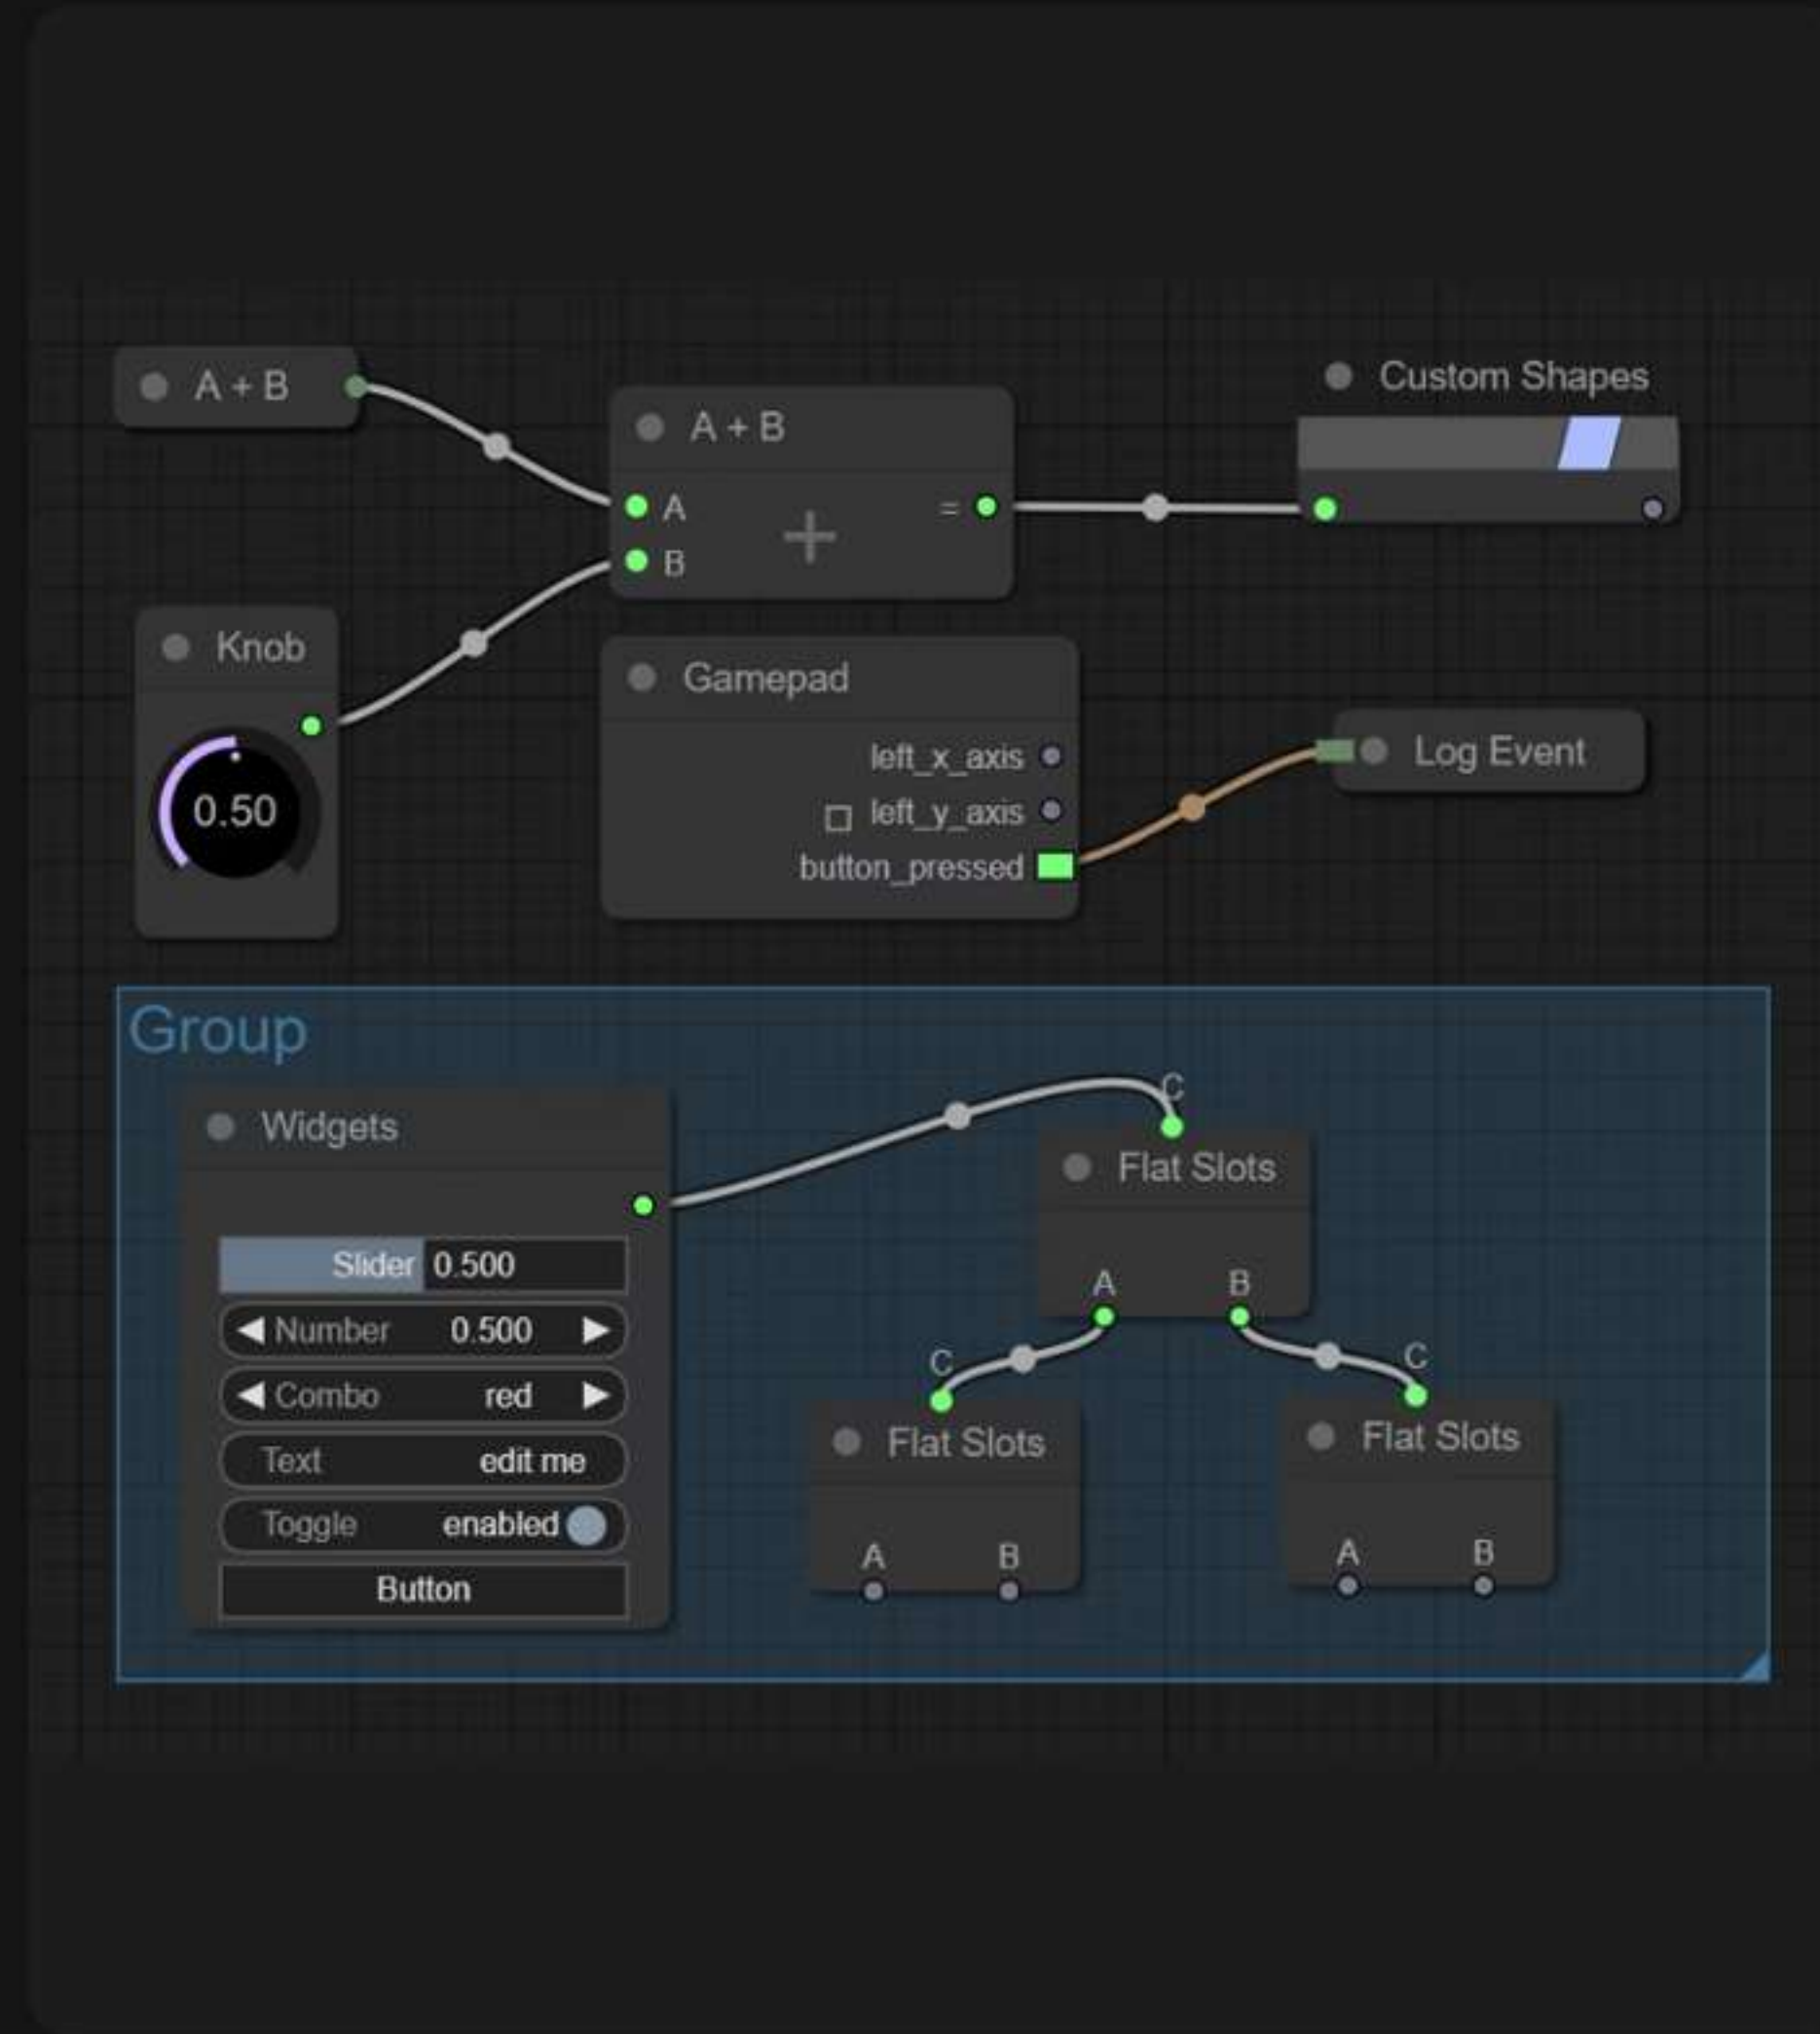 A + B
A + B
A
=
B
Custom Shapes
Knob
0.50
Gamepad
left_x_axis
left_y_axis
button_pressed
Log Event
Group
Widgets
Slider 0.500
Number 0.500
Combo red
Text edit me
Toggle enabled
Button
C
Flat Slots
A B
C
Flat Slots
A B
C
Flat Slots
A B